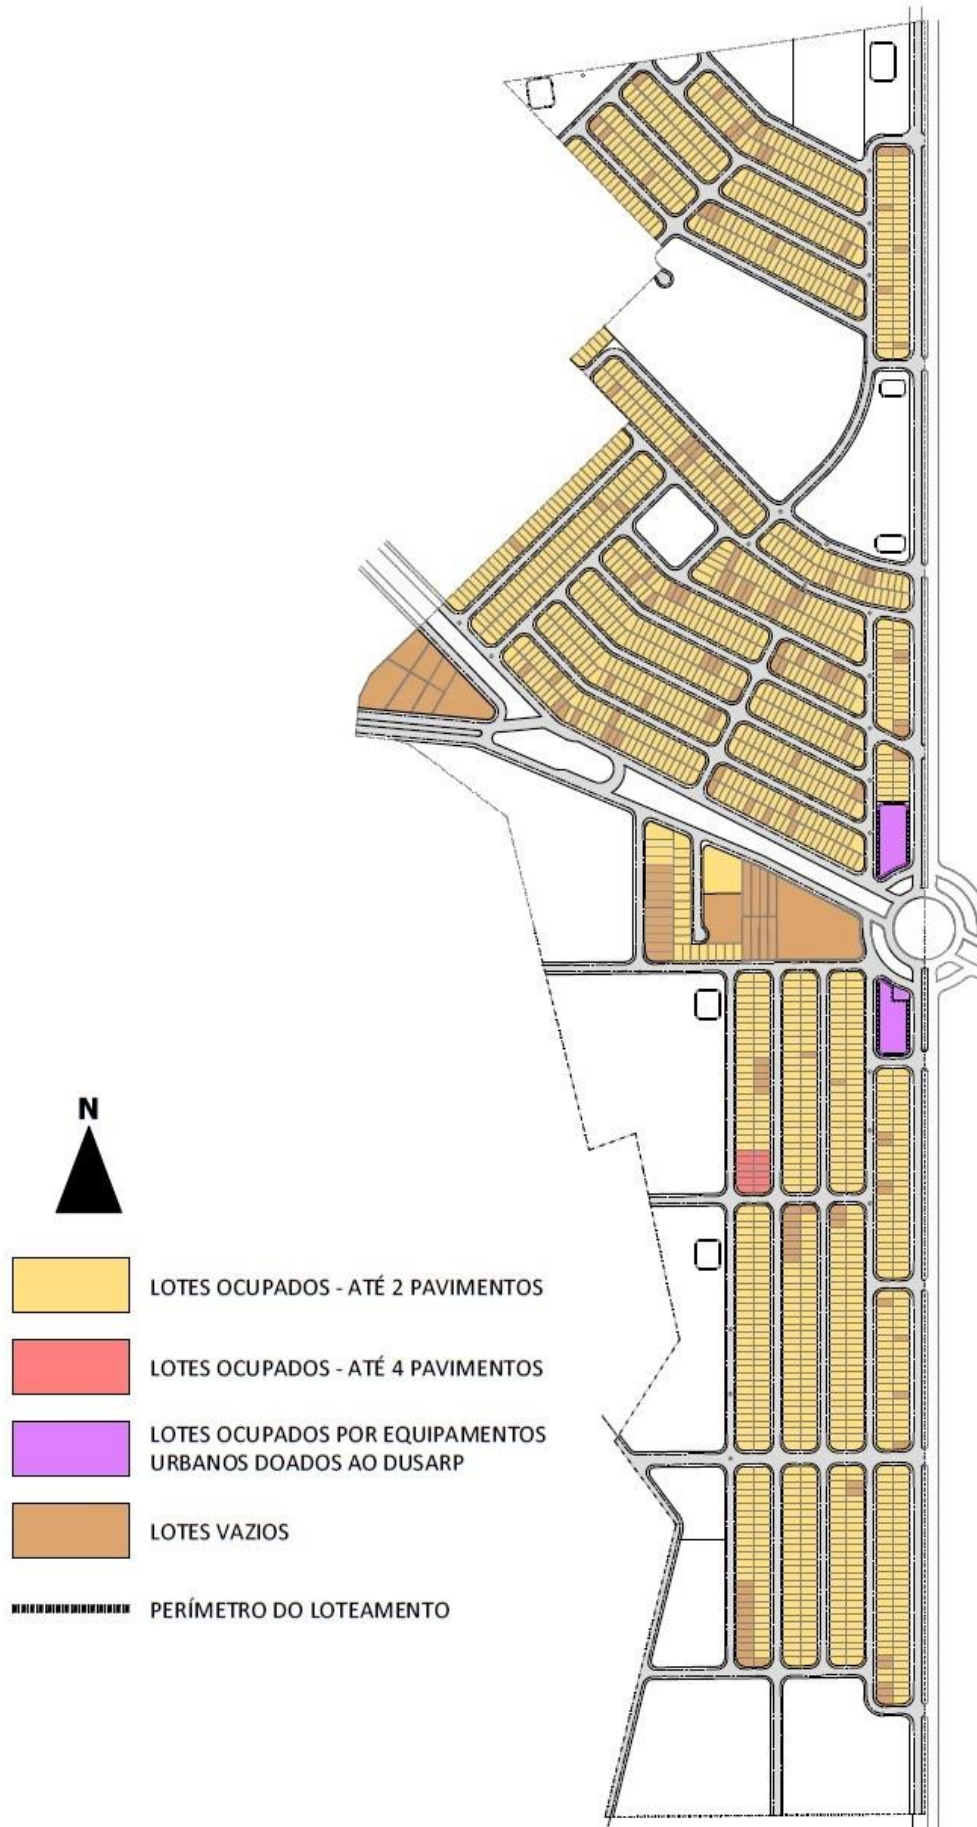 N
LOTES OCUPADOS - ATÉ 2 PAVIMENTOS
LOTES OCUPADOS - ATÉ 4 PAVIMENTOS
LOTES OCUPADOS POR EQUIPAMENTOS
URBANOS DOADOS AO DUSARP
LOTES VAZIOS
PERÍMETRO DO LOTEAMENTO